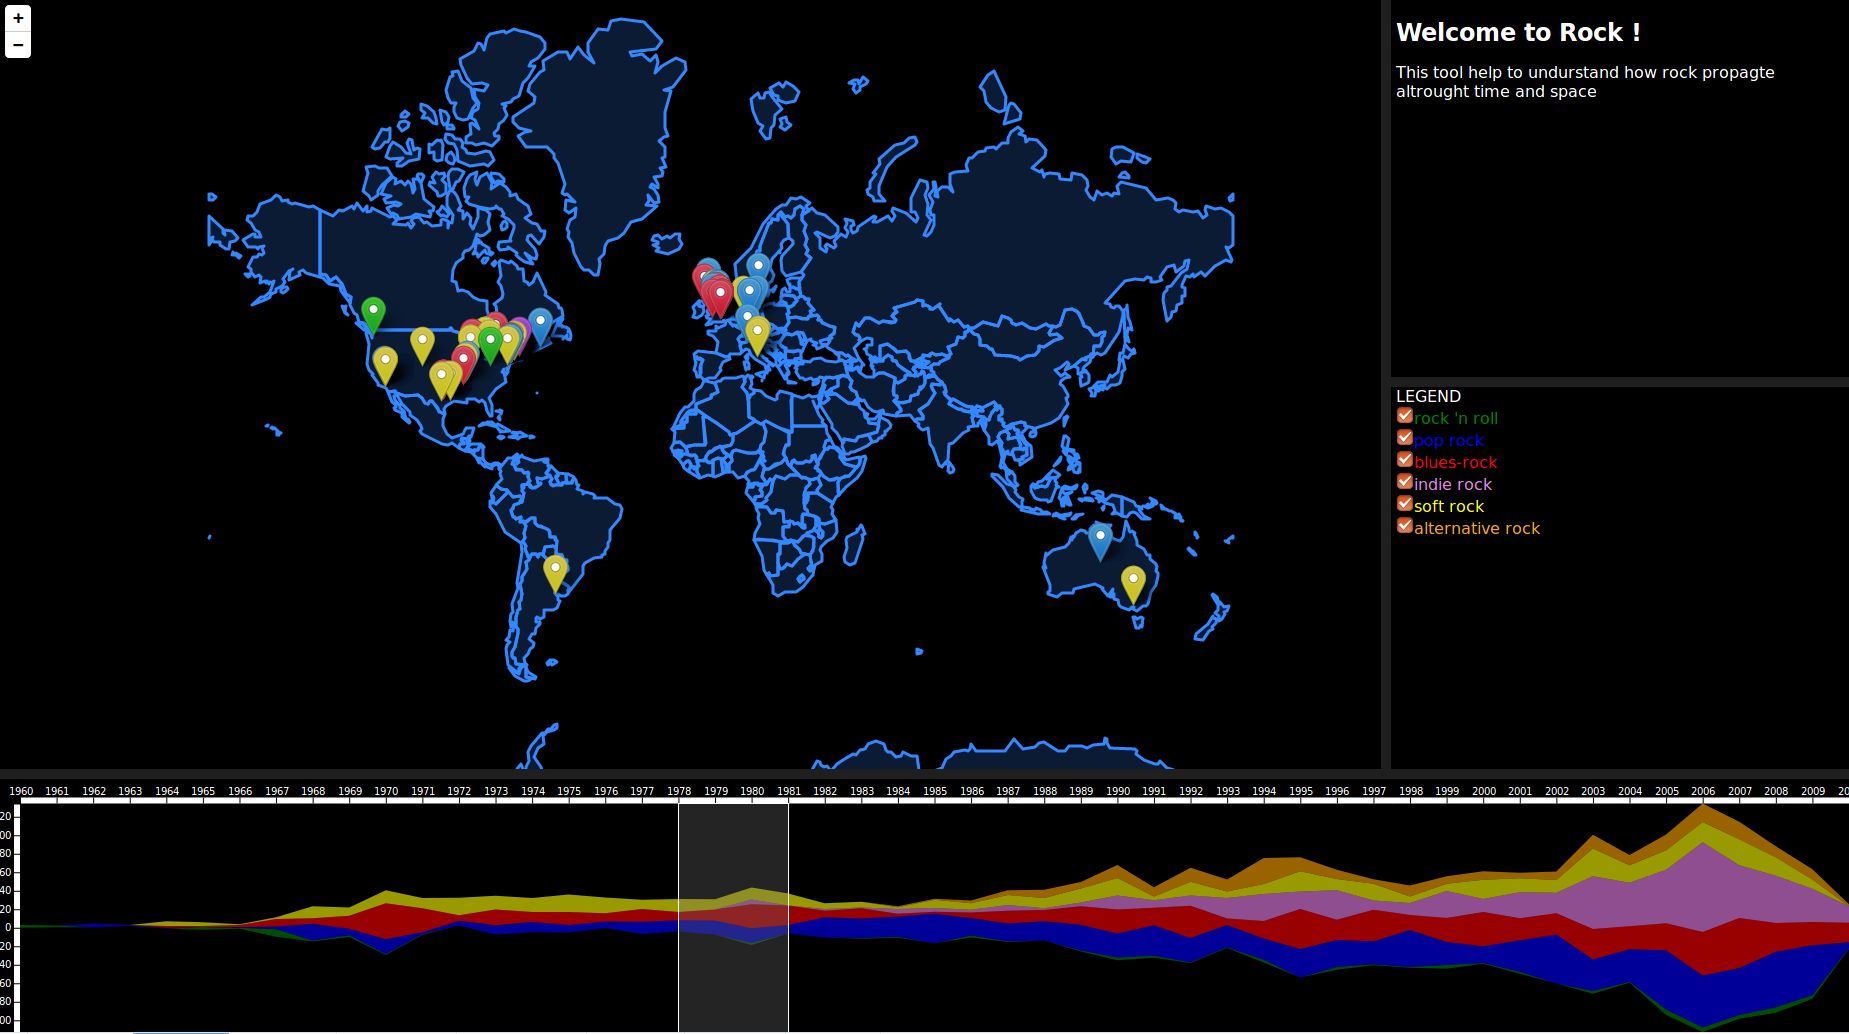 +
−
Welcome to Rock !
This tool help to undurstand how rock propagte
altrought time and space
LEGEND
rock 'n roll
pop rock
blues-rock
indie rock
soft rock
alternative rock
1960 1961 1962 1963 1964 1965 1966 1967 1968 1969 1970 1971 1972 1973 1974 1975 1976 1977 1978 1979 1980 1981 1982 1983 1984 1985 1986 1987 1988 1989 1990 1991 1992 1993 1994 1995 1996 1997 1998 1999 2000 2001 2002 2003 2004 2005 2006 2007 2008 2009 20
20
00
80
60
40
20
0
20
40
60
80
00